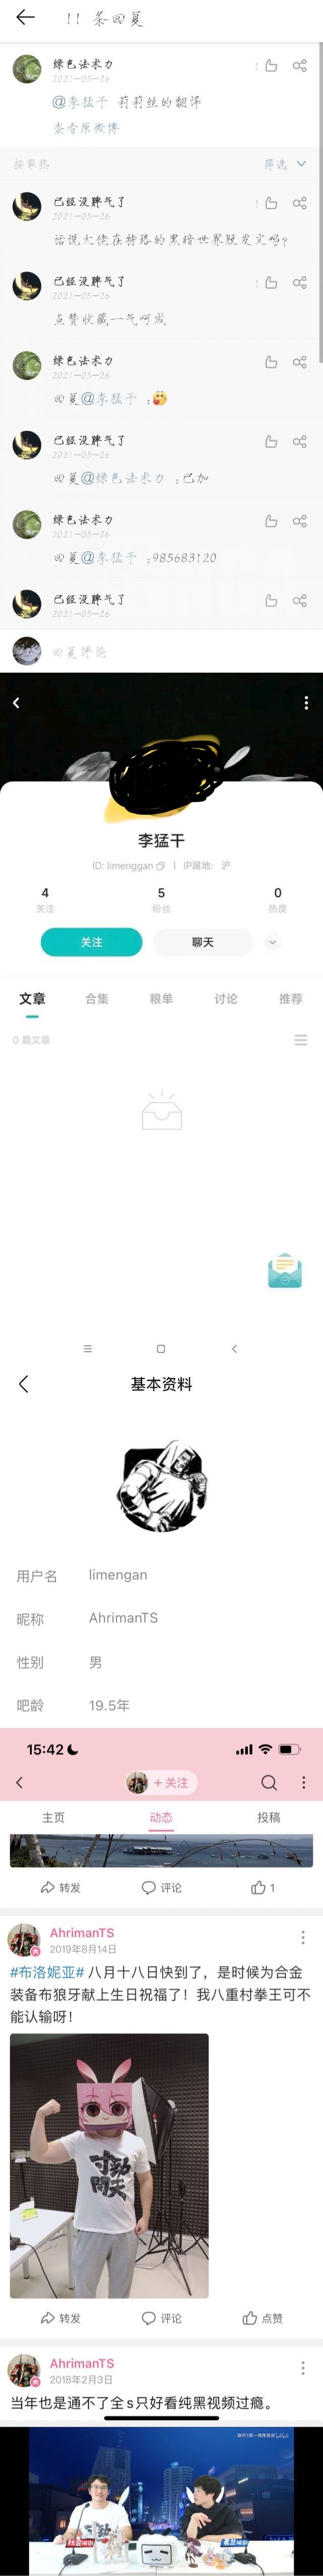 11 条回复
绿色法术力
2021-05-26
@李猛干 莉莉丝的翻译
查看原微博
按寒热
筛选
已经没脾气了
2021-05-26
话说大佬在特路的黑暗世界版发文吗?
已经没脾气了
2021-05-26
点赞收藏一气呵成
绿色法术力
2021-05-26
回复@李猛干 :
已经没脾气了
2021-05-26
回复@绿色法术力 :已加
绿色法术力
2021-05-26
回复@李猛干 :985683120
已经没脾气了
2021-05-26
回复评论
李猛干
ID: limenggan | IP属地: 沪
4 5 0
关注 粉丝 热度
关注 聊天
文章 合集 粮单 讨论 推荐
0 篇文章
基本资料
用户名 limengan
昵称 AhrimanTS
性别 男
吧龄 19.5年
15:42
+ 关注
主页 动态 投稿
转发 评论 1
AhrimanTS
2019年8月14日
#布洛妮亚# 八月十八日快到了，是时候为合金
装备布狼牙献上生日祝福了！我八重村拳王可不
能认输呀！
转发 评论 点赞
AhrimanTS
2018年2月3日
当年也是通不了全s只好看纯黑视频过瘾。